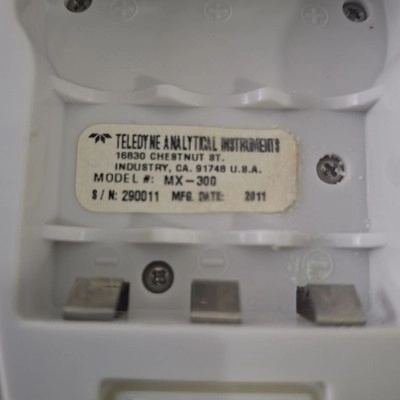 TELEDYNE ANALYTICAL INSTRUMENTS
16830 CHESTNUT ST.
INDUSTRY, CA. 91748 U.S.A.
MODEL #: MX-300
S/N: 290011 MFG. DATE: 2011